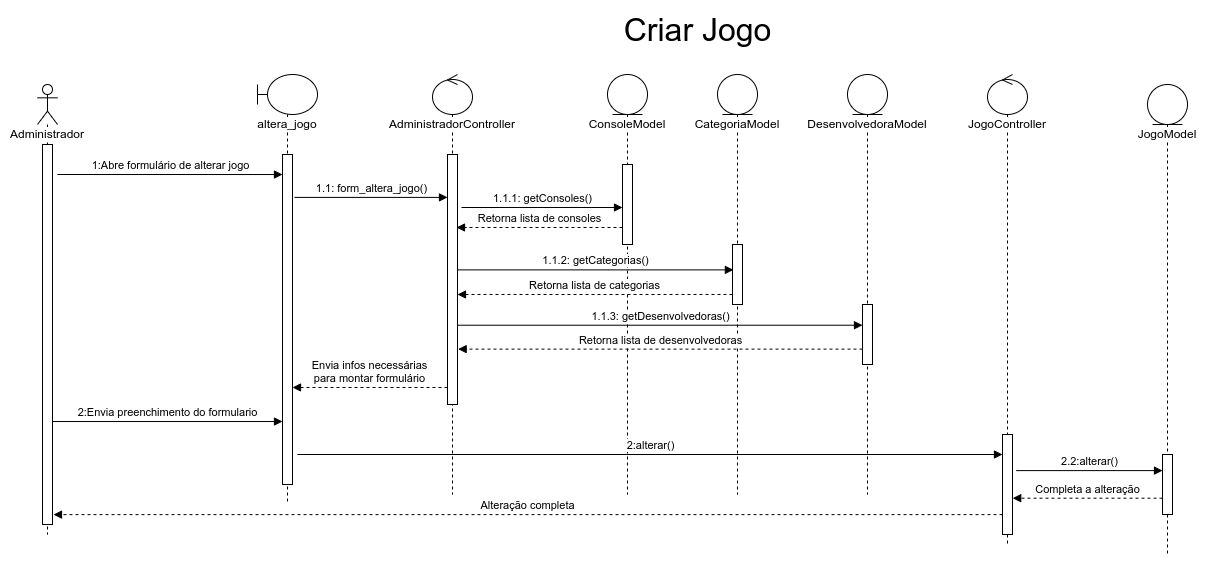 Criar Jogo
Administrador
altera_jogo
AdministradorController
ConsoleModel
CategoriaModel
DesenvolvedoraModel
JogoController
JogoModel
1:Abre formulário de alterar jogo
1.1: form_altera_jogo()
1.1.1: getConsoles()
Retorna lista de consoles
1.1.2: getCategorias()
Retorna lista de categorias
1.1.3: getDesenvolvedoras()
Retorna lista de desenvolvedoras
Envia infos necessárias
para montar formulário
2:Envia preenchimento do formulario
2:alterar()
2.2:alterar()
Completa a alteração
Alteração completa